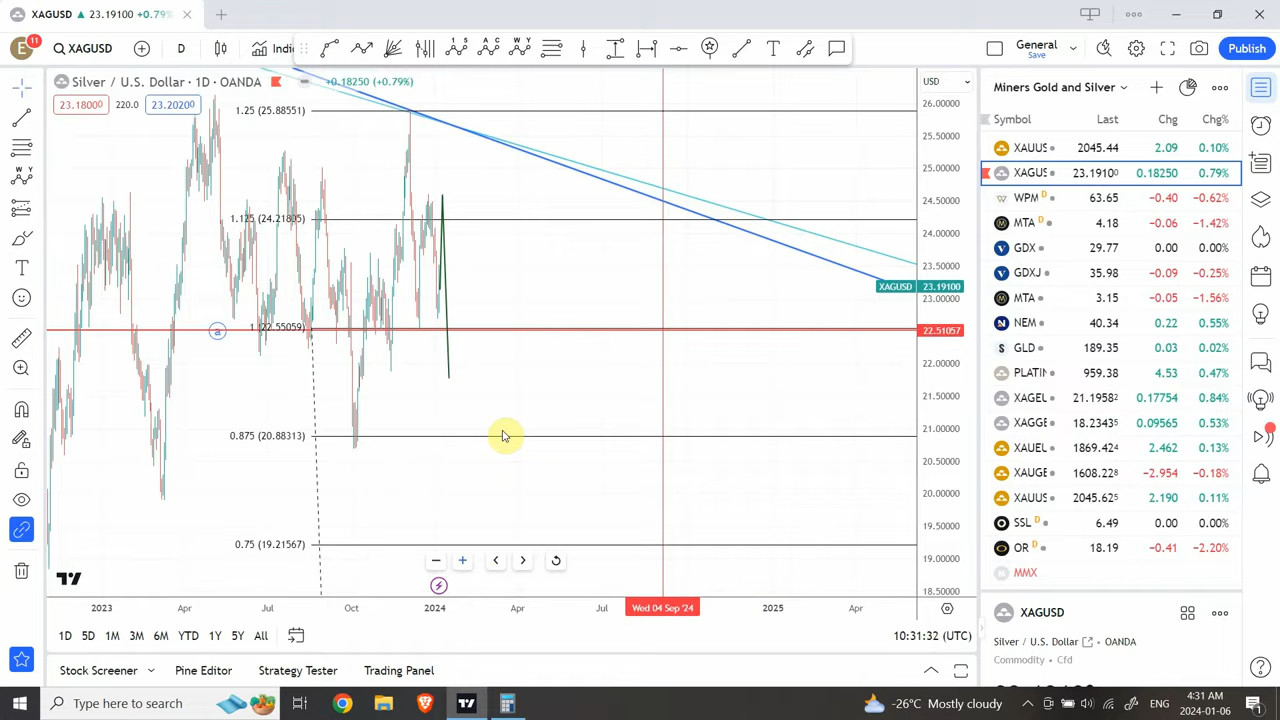 XAGUSD ▲ 23.19100 +0.79%
E 11 XAGUSD D Indi T General Save Publish
Silver / U.S. Dollar · 1D · OANDA +0.18250 (+0.79%) USD
23.18000 220.0 23.20200
1.25 (25.88551)
1.125 (24.21805)
1 (22.55059)
a
0.875 (20.88313)
0.75 (19.21567)
26.00000
25.50000
25.00000
24.50000
24.00000
23.50000
XAGUSD 23.19100
23.00000
22.51057
22.00000
21.50000
21.00000
20.50000
20.00000
19.50000
19.00000
18.50000
2023 Apr Jul Oct 2024 Apr Jul Wed 04 Sep '24 2025 Apr
1D 5D 1M 3M 6M YTD 1Y 5Y All 10:31:32 (UTC)
Stock Screener Pine Editor Strategy Tester Trading Panel
Miners Gold and Silver
Symbol Last Chg Chg%
XAUUS 2045.44 2.09 0.10%
XAGUS 23.19100 0.18250 0.79%
WPM D 63.65 -0.40 -0.62%
MTA D 4.18 -0.06 -1.42%
GDX 29.77 0.00 0.00%
GDXJ 35.98 -0.09 -0.25%
MTA 3.15 -0.05 -1.56%
NEM 40.34 0.22 0.55%
GLD 189.35 0.03 0.02%
PLATIN 959.38 4.53 0.47%
XAGEU 21.19582 0.17754 0.84%
XAGGE 18.23435 0.09565 0.53%
XAUEU 1869.424 2.462 0.13%
XAUGE 1608.228 -2.954 -0.18%
XAUUS 2045.625 2.190 0.11%
SSL D 6.49 0.00 0.00%
OR D 18.19 -0.41 -2.20%
MMX
XAGUSD
Silver / U.S. Dollar OANDA
Commodity Cfd
Type here to search
-26°C Mostly cloudy ENG 4:31 AM
2024-01-06